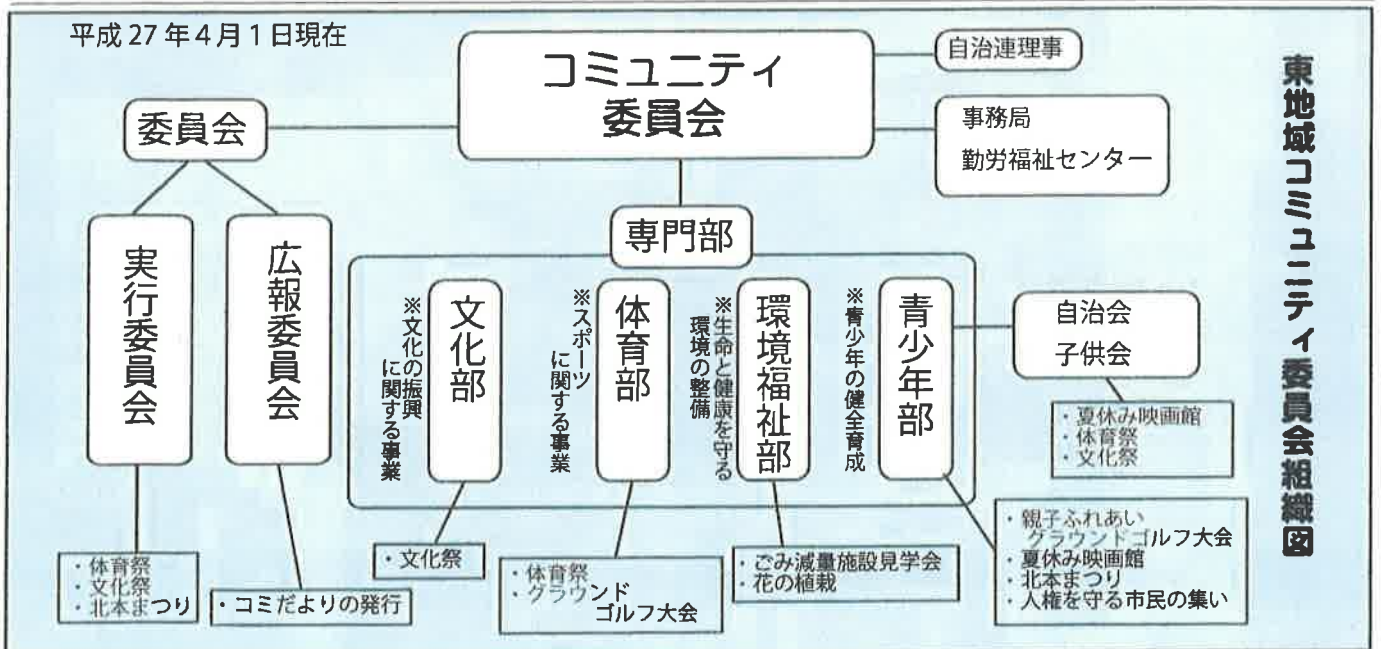 平成27年4月1日現在
東地域コミュニティ委員会組織図
コミュニティ
委員会
自治連理事
事務局
勤労福祉センター
委員会
実行委員会
・体育祭
・文化祭
・北本まつり
広報委員会
・コミだよりの発行
専門部
文化部
※文化の振興
に関する事業
・文化祭
体育部
※スポーツ
に関する事業
・体育祭
・グラウンド
ゴルフ大会
環境福祉部
※生命と健康を守る
環境の整備
・ごみ減量施設見学会
・花の植栽
青少年部
※青少年の健全育成
・親子ふれあい
グラウンドゴルフ大会
・夏休み映画館
・北本まつり
・人権を守る市民の集い
自治会
子供会
・夏休み映画館
・体育祭
・文化祭